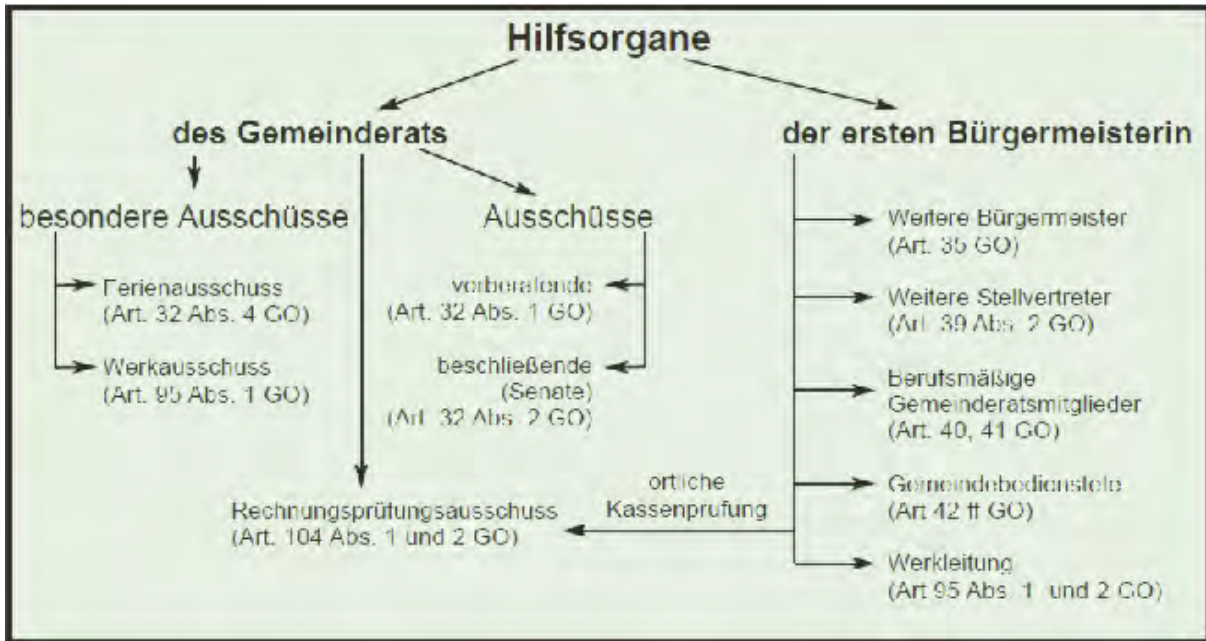 Hilfsorgane
des Gemeinderats
besondere Ausschüsse
Ferienausschuss
(Art. 32 Abs. 4 GO)
Werkausschuss
(Art. 95 Abs. 1 GO)
Ausschüsse
vorberatende
(Art. 32 Abs. 1 GO)
beschließende
(Senate)
(Art. 32 Abs. 2 GO)
Rechnungsprüfungsausschuss
(Art. 104 Abs. 1 und 2 GO)
örtliche
Kassenprüfung
der ersten Bürgermeisterin
Weitere Bürgermeister
(Art. 35 GO)
Weitere Stellvertreter
(Art. 39 Abs. 2 GO)
Berufsmäßige
Gemeinderatsmitglieder
(Art. 40, 41 GO)
Gemeindebedienstete
(Art 42 ff GO)
Werkleitung
(Art 95 Abs. 1 und 2 GO)